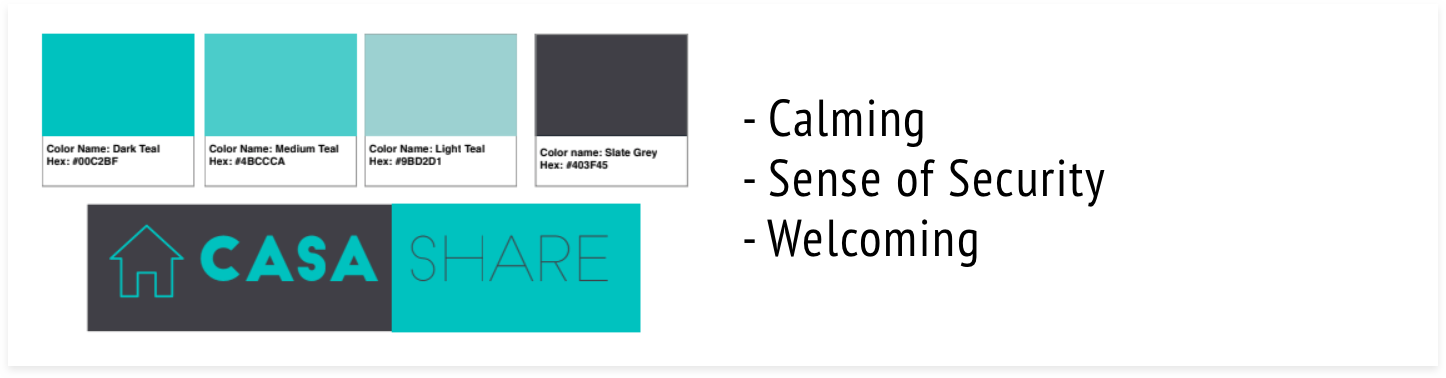 Color Name: Dark Teal
Hex: #00C2BF
Color Name: Medium Teal
Hex: #4BCCCA
Color Name: Light Teal
Hex: #9BD2D1
Color name: Slate Grey
Hex: #403F45
CASA SHARE
- Calming
- Sense of Security
- Welcoming